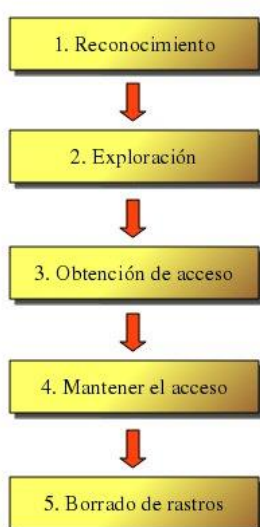 1. Reconocimiento
2. Exploración
3. Obtención de acceso
4. Mantener el acceso
5. Borrado de rastros